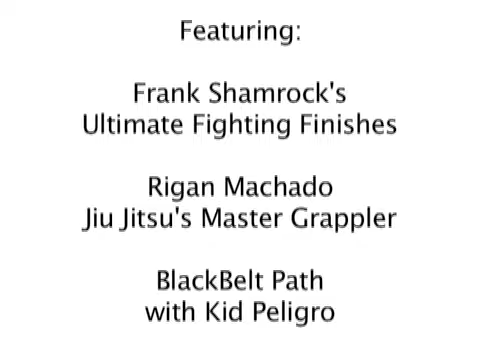 Featuring:
Frank Shamrock's
Ultimate Fighting Finishes
Rigan Machado
Jiu Jitsu's Master Grappler
BlackBelt Path
with Kid Peligro